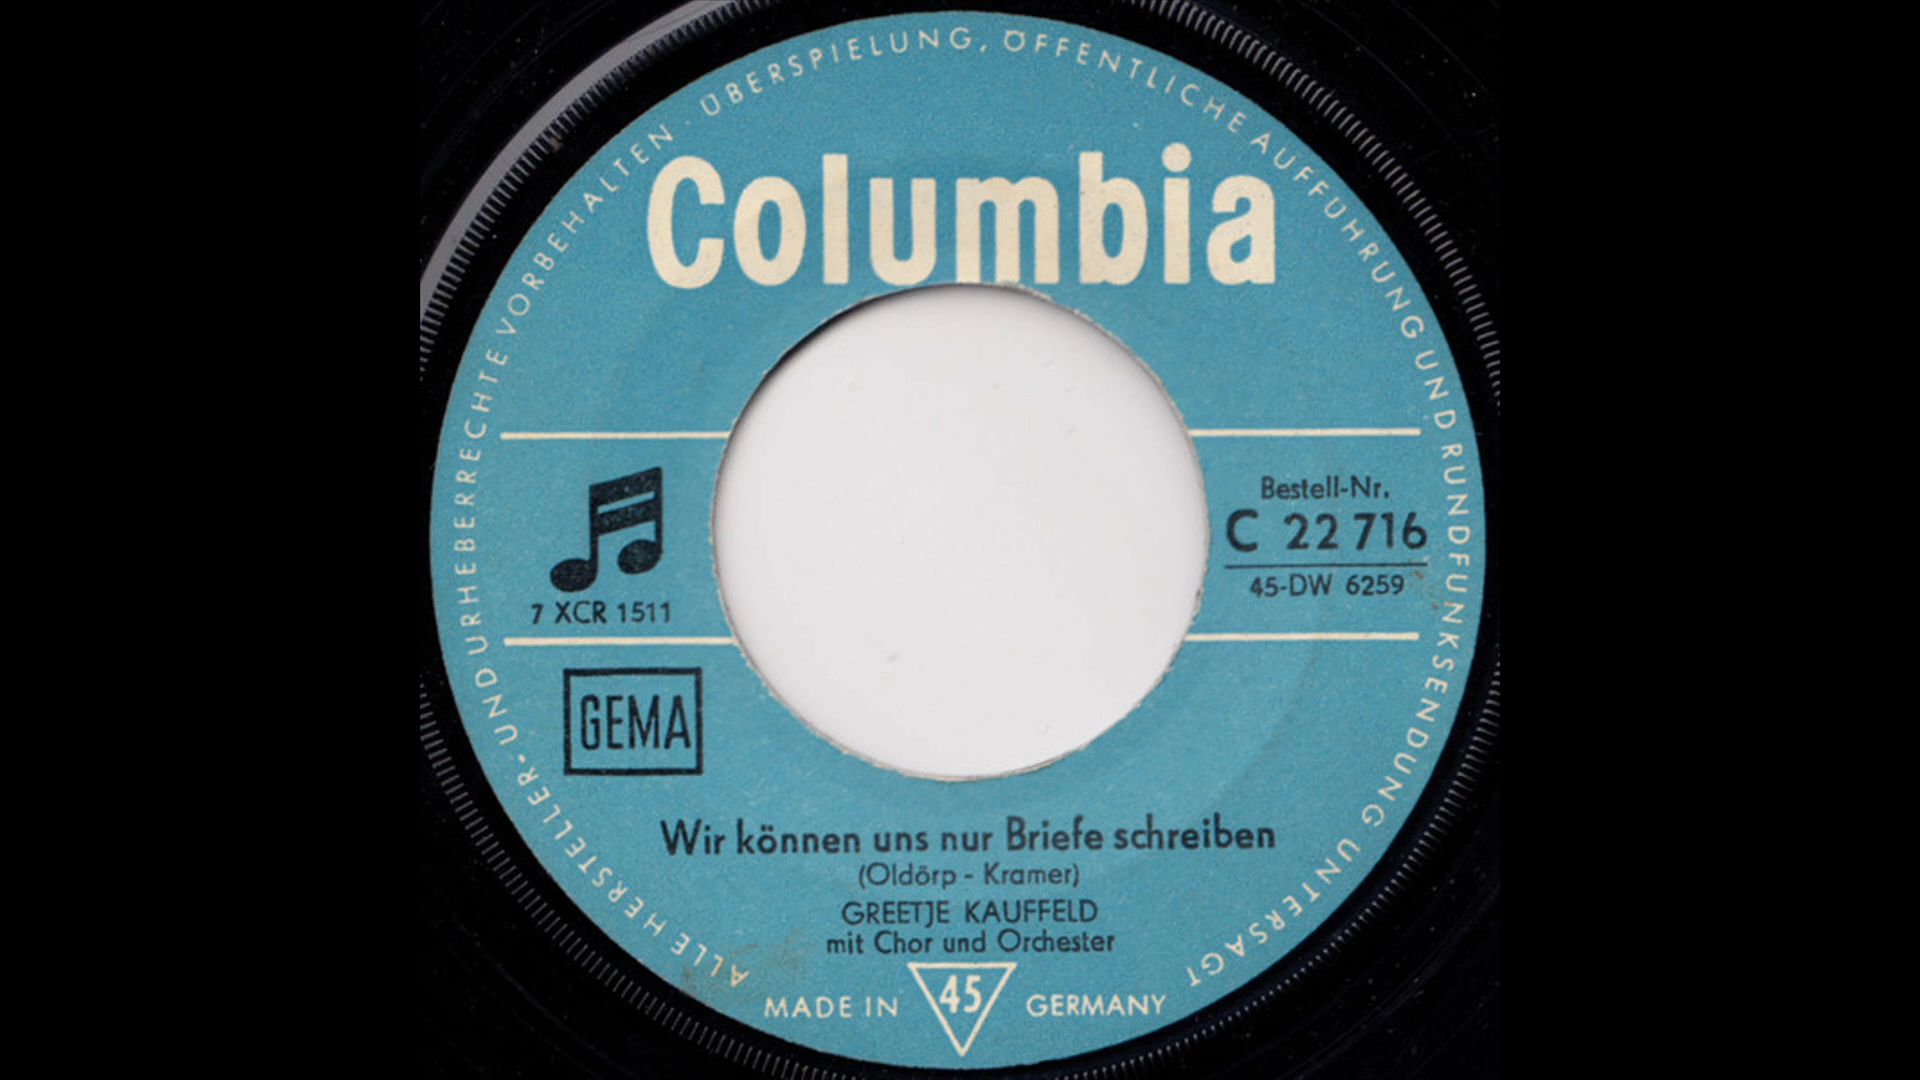 ALLE HERSTELLER- UND URHEBERRECHTE VORBEHALTEN · ÜBERSPIELUNG, ÖFFENTLICHE AUFFÜHRUNG UND RUNDFUNKSENDUNG UNTERSAGT
Columbia
7 XCR 1511
Bestell-Nr.
C 22 716
45-DW 6259
GEMA
Wir können uns nur Briefe schreiben
(Oldörp - Kramer)
GREETJE KAUFFELD
mit Chor und Orchester
MADE IN 45 GERMANY